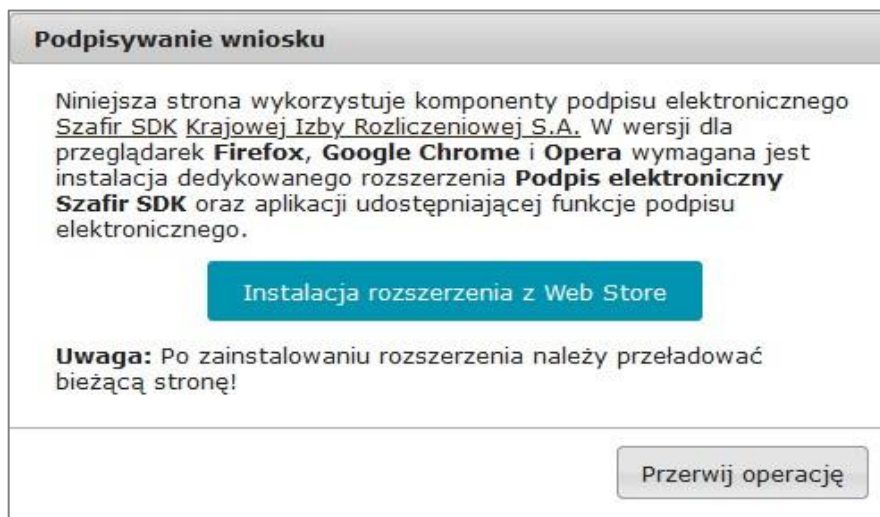 Podpisywanie wniosku
Niniejsza strona wykorzystuje komponenty podpisu elektronicznego
Szafir SDK Krajowej Izby Rozliczeniowej S.A. W wersji dla
przeglądarek Firefox, Google Chrome i Opera wymagana jest
instalacja dedykowanego rozszerzenia Podpis elektroniczny
Szafir SDK oraz aplikacji udostępniającej funkcje podpisu
elektronicznego.
Instalacja rozszerzenia z Web Store
Uwaga: Po zainstalowaniu rozszerzenia należy przeładować
bieżącą stronę!
Przerwij operację